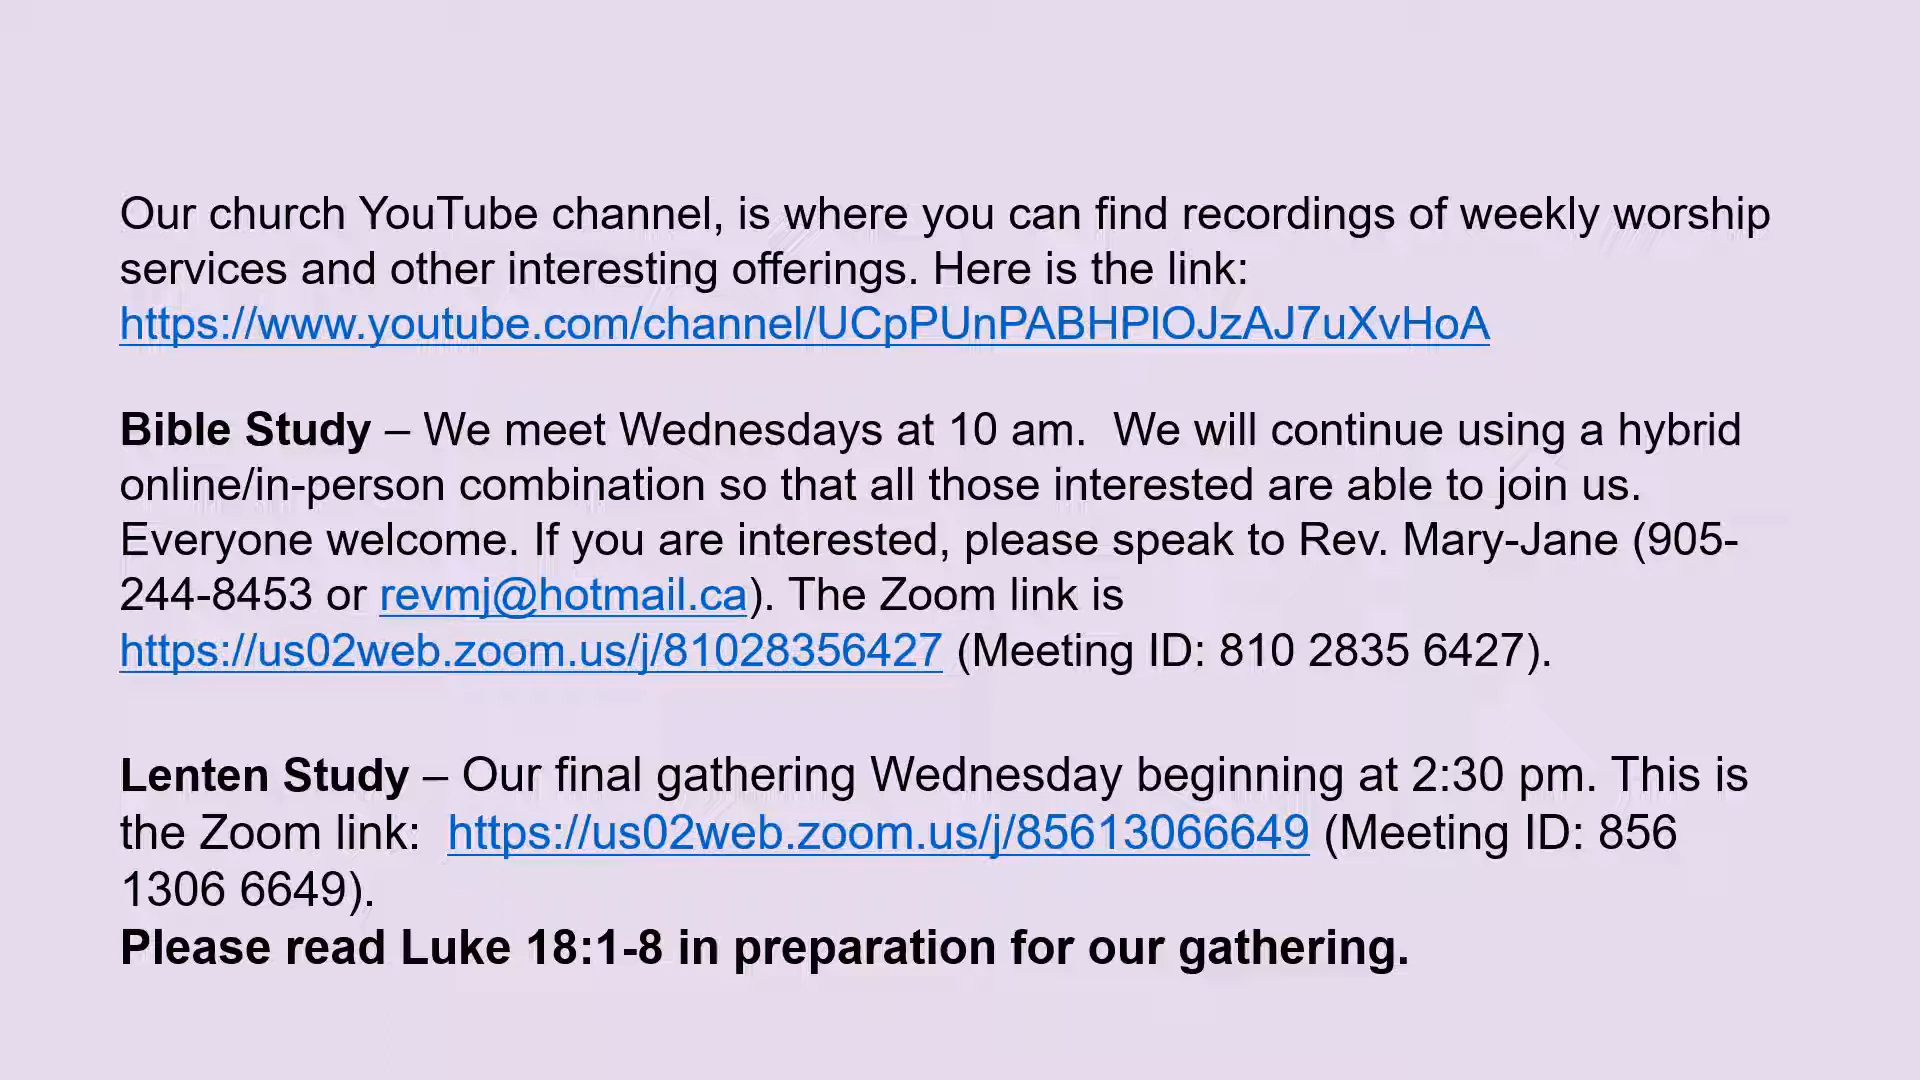 Our church YouTube channel, is where you can find recordings of weekly worship
services and other interesting offerings. Here is the link:
https://www.youtube.com/channel/UCpPUnPABHPlOJzAJ7uXvHoA
Bible Study – We meet Wednesdays at 10 am.  We will continue using a hybrid
online/in-person combination so that all those interested are able to join us.
Everyone welcome. If you are interested, please speak to Rev. Mary-Jane (905-
244-8453 or revmj@hotmail.ca). The Zoom link is
https://us02web.zoom.us/j/81028356427 (Meeting ID: 810 2835 6427).
Lenten Study – Our final gathering Wednesday beginning at 2:30 pm. This is
the Zoom link:  https://us02web.zoom.us/j/85613066649 (Meeting ID: 856
1306 6649).
Please read Luke 18:1-8 in preparation for our gathering.